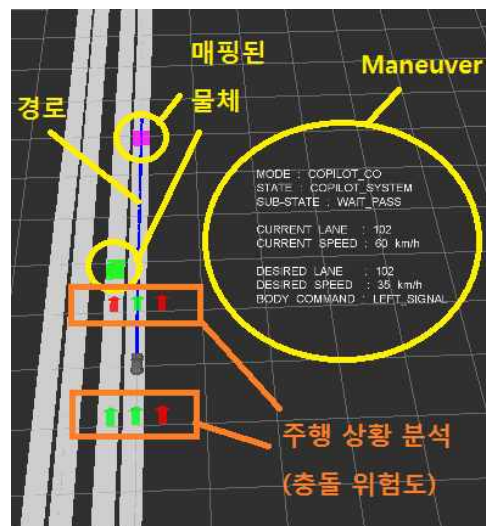 매핑된
물체
Maneuver
경로
MODE : COPILOT_CO
STATE : COPILOT_SYSTEM
SUB-STATE : WAIT_PASS
CURRENT LANE : 102
CURRENT SPEED : 60 km/h
DESIRED LANE : 102
DESIRED SPEED : 35 km/h
BODY COMMAND : LEFT_SIGNAL
주행 상황 분석
(충돌 위험도)